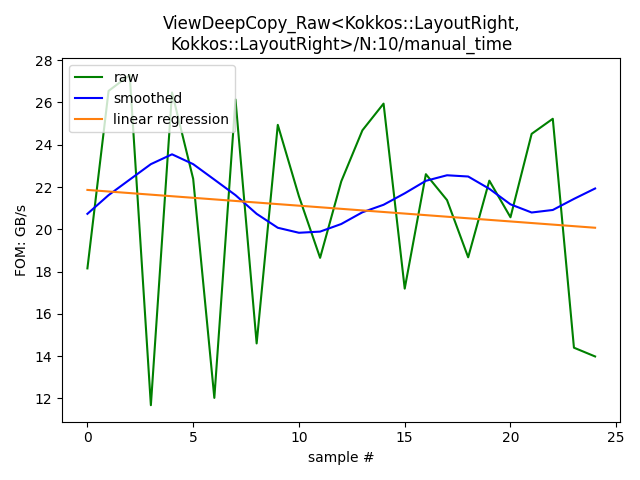 ViewDeepCopy_Raw<Kokkos::LayoutRight,
Kokkos::LayoutRight>/N:10/manual_time
28
26
24
22
20
18
16
14
12
FOM: GB/s
raw
smoothed
linear regression
0
5
10
15
20
25
sample #